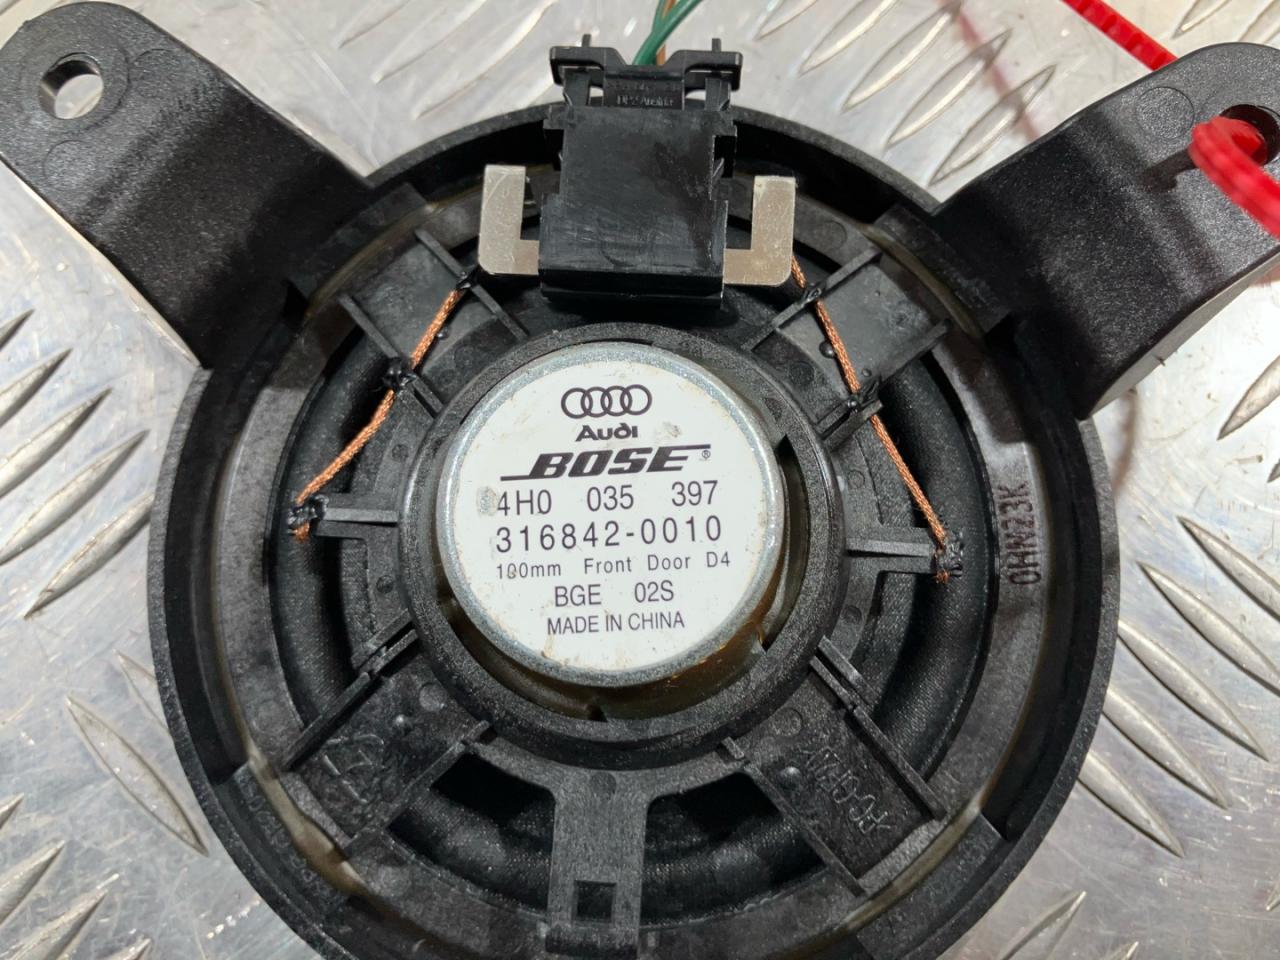 Audi
BOSE®
4H0 035 397
316842-0010
100mm Front Door D4
BGE 02S
MADE IN CHINA
0HN23K